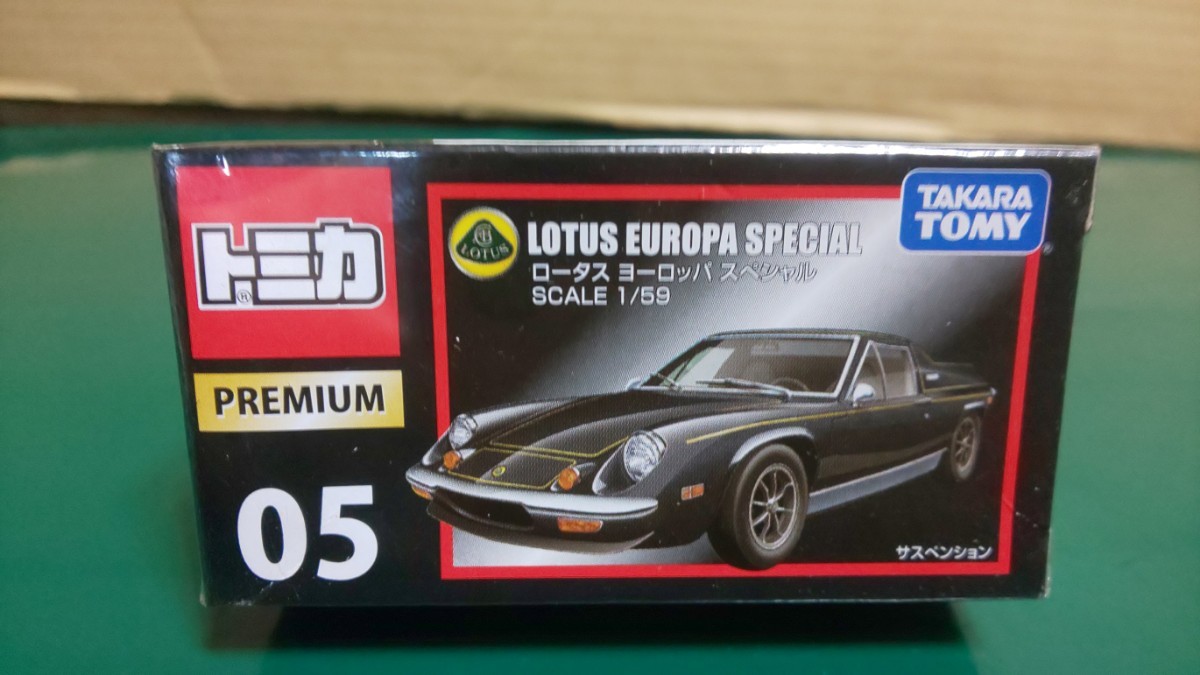 トミカ
®
PREMIUM
05
LOTUS
LOTUS EUROPA SPECIAL
ロータス ヨーロッパ スペシャル
SCALE 1/59
TAKARA
TOMY
サスペンション